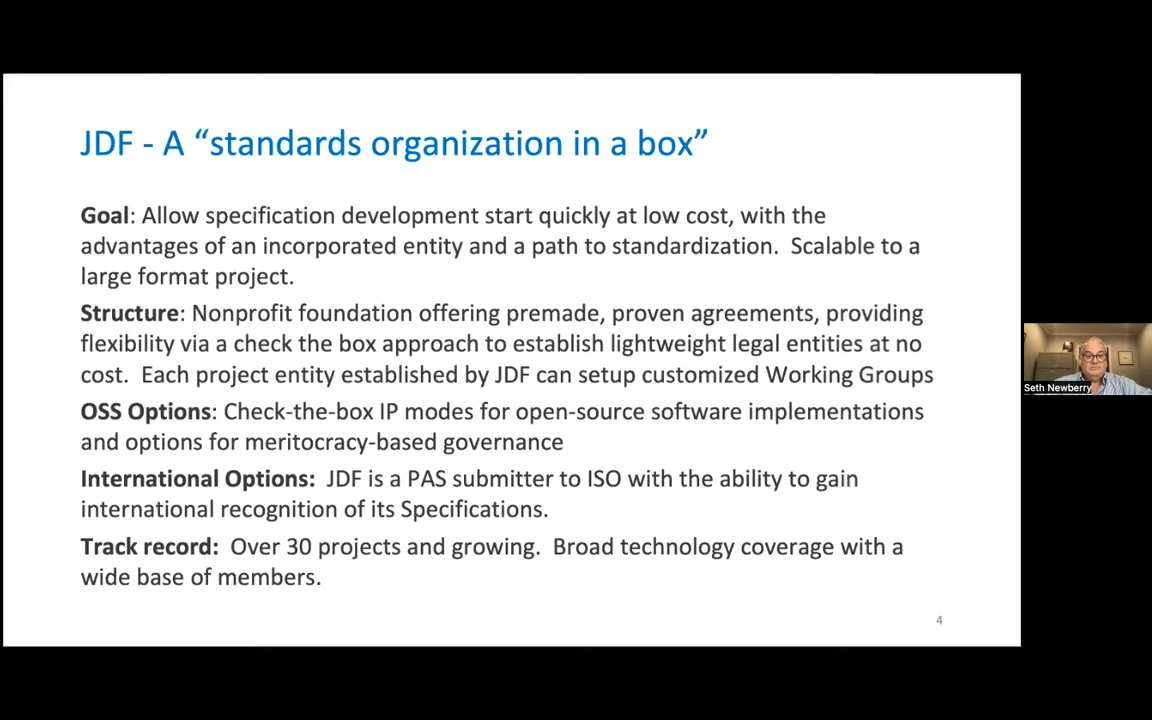 JDF - A “standards organization in a box”
Goal: Allow specification development start quickly at low cost, with the
advantages of an incorporated entity and a path to standardization.  Scalable to a
large format project.
Structure: Nonprofit foundation offering premade, proven agreements, providing
flexibility via a check the box approach to establish lightweight legal entities at no
cost.  Each project entity established by JDF can setup customized Working Groups
OSS Options: Check-the-box IP modes for open-source software implementations
and options for meritocracy-based governance
International Options:  JDF is a PAS submitter to ISO with the ability to gain
international recognition of its Specifications.
Track record:  Over 30 projects and growing.  Broad technology coverage with a
wide base of members.
4
Seth Newberry